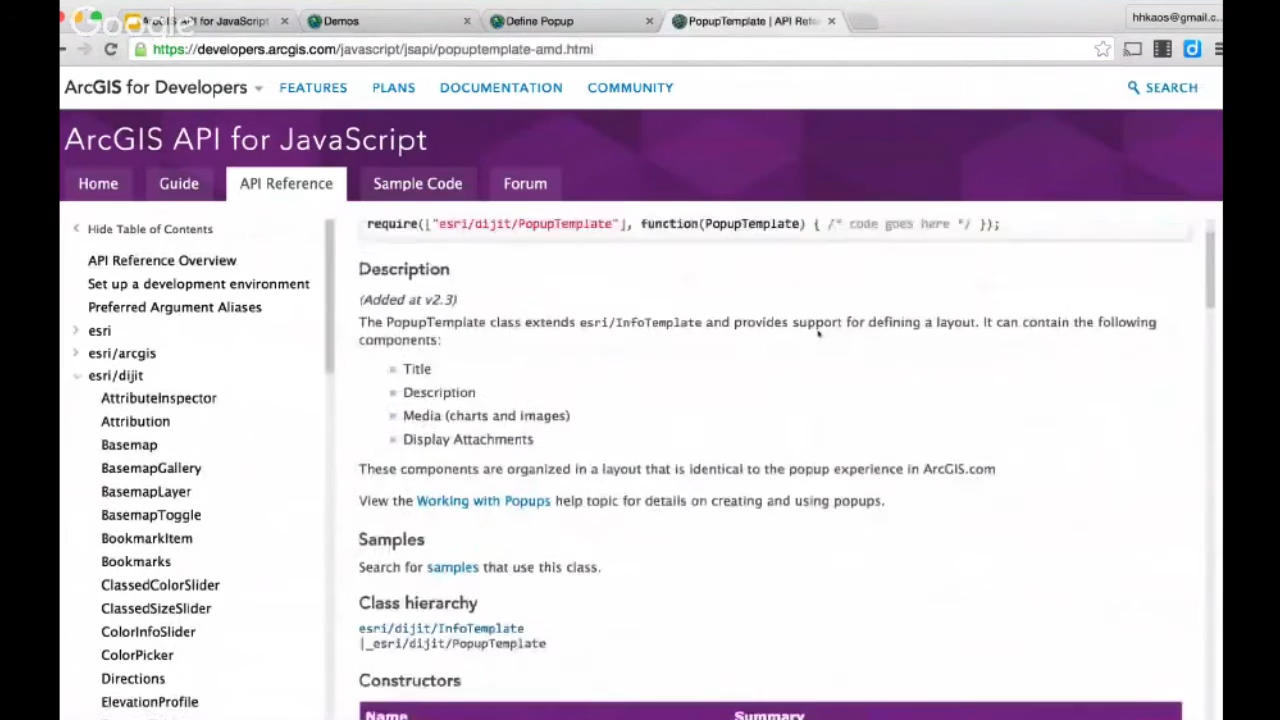 Google
ArcGIS API for JavaScript
Demos
Define Popup
PopupTemplate | API Refe
hhkaos@gmail.c...
https://developers.arcgis.com/javascript/jsapi/popuptemplate-amd.html
ArcGIS for Developers
FEATURES
PLANS
DOCUMENTATION
COMMUNITY
SEARCH
ArcGIS API for JavaScript
Home
Guide
API Reference
Sample Code
Forum
Hide Table of Contents
API Reference Overview
Set up a development environment
Preferred Argument Aliases
esri
esri/arcgis
esri/dijit
AttributeInspector
Attribution
Basemap
BasemapGallery
BasemapLayer
BasemapToggle
BookmarkItem
Bookmarks
ClassedColorSlider
ClassedSizeSlider
ColorInfoSlider
ColorPicker
Directions
ElevationProfile
require(["esri/dijit/PopupTemplate"], function(PopupTemplate) { /* code goes here */ });
Description
(Added at v2.3)
The PopupTemplate class extends esri/InfoTemplate and provides support for defining a layout. It can contain the following
components:
Title
Description
Media (charts and images)
Display Attachments
These components are organized in a layout that is identical to the popup experience in ArcGIS.com
View the Working with Popups help topic for details on creating and using popups.
Samples
Search for samples that use this class.
Class hierarchy
esri/dijit/InfoTemplate
|_esri/dijit/PopupTemplate
Constructors
Name
Summary